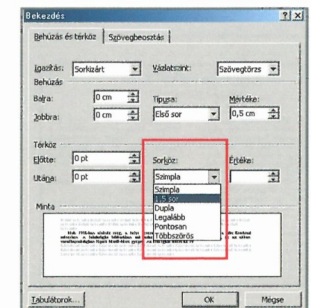 Bekezdés
Behúzás és térköz Szövegbeosztás
Igazítás: Sorkizárt Vázlatszint: Szövegtörzs
Behúzás
Balra: 0 cm Típusa: Mértéke:
Jobbra: 0 cm Első sor 0,5 cm
Térköz
Előtte: 0 pt Sorköz: Értéke:
Utána: 0 pt Szimpla
Szimpla
1,5 sor
Dupla
Legalább
Pontosan
Többszörös
Minta
Tabulátorok... OK Mégse